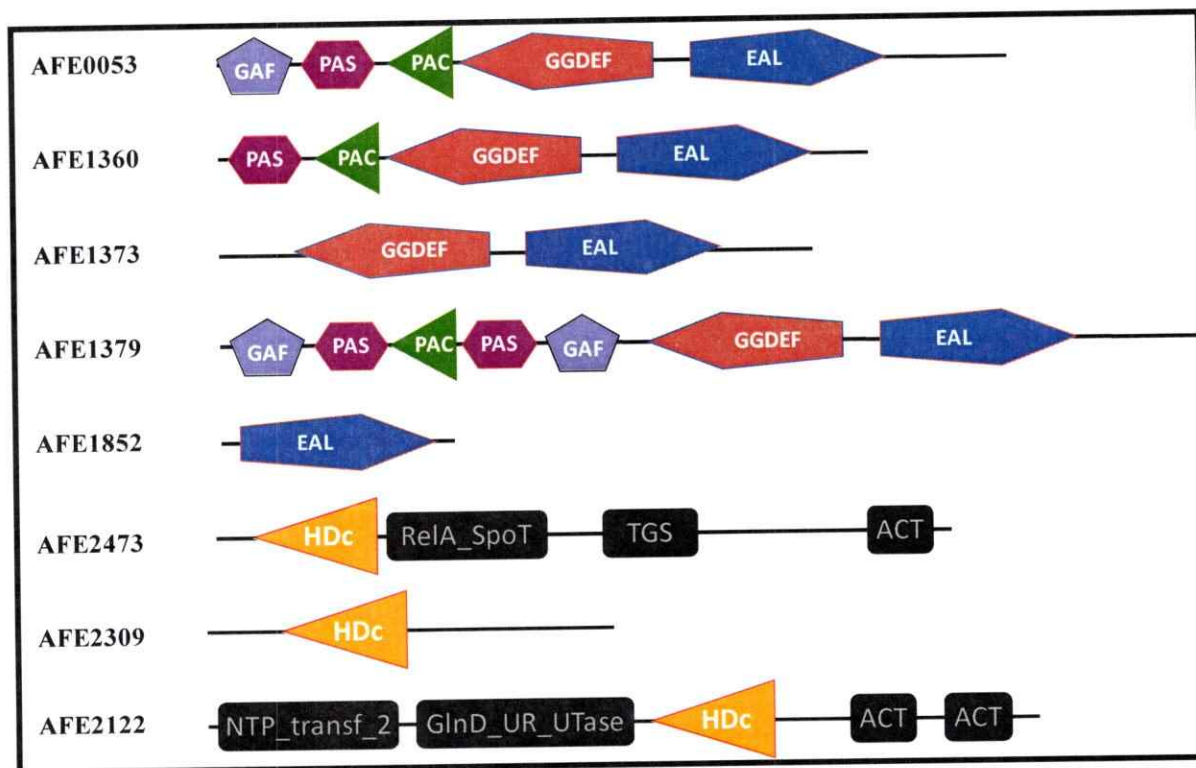 AFE0053 GAF PAS PAC GGDEF EAL
AFE1360 PAS PAC GGDEF EAL
AFE1373 GGDEF EAL
AFE1379 GAF PAS PAC PAS GAF GGDEF EAL
AFE1852 EAL
AFE2473 HDc RelA_SpoT TGS ACT
AFE2309 HDc
AFE2122 NTP_transf_2 GlnD_UR_UTase HDc ACT ACT